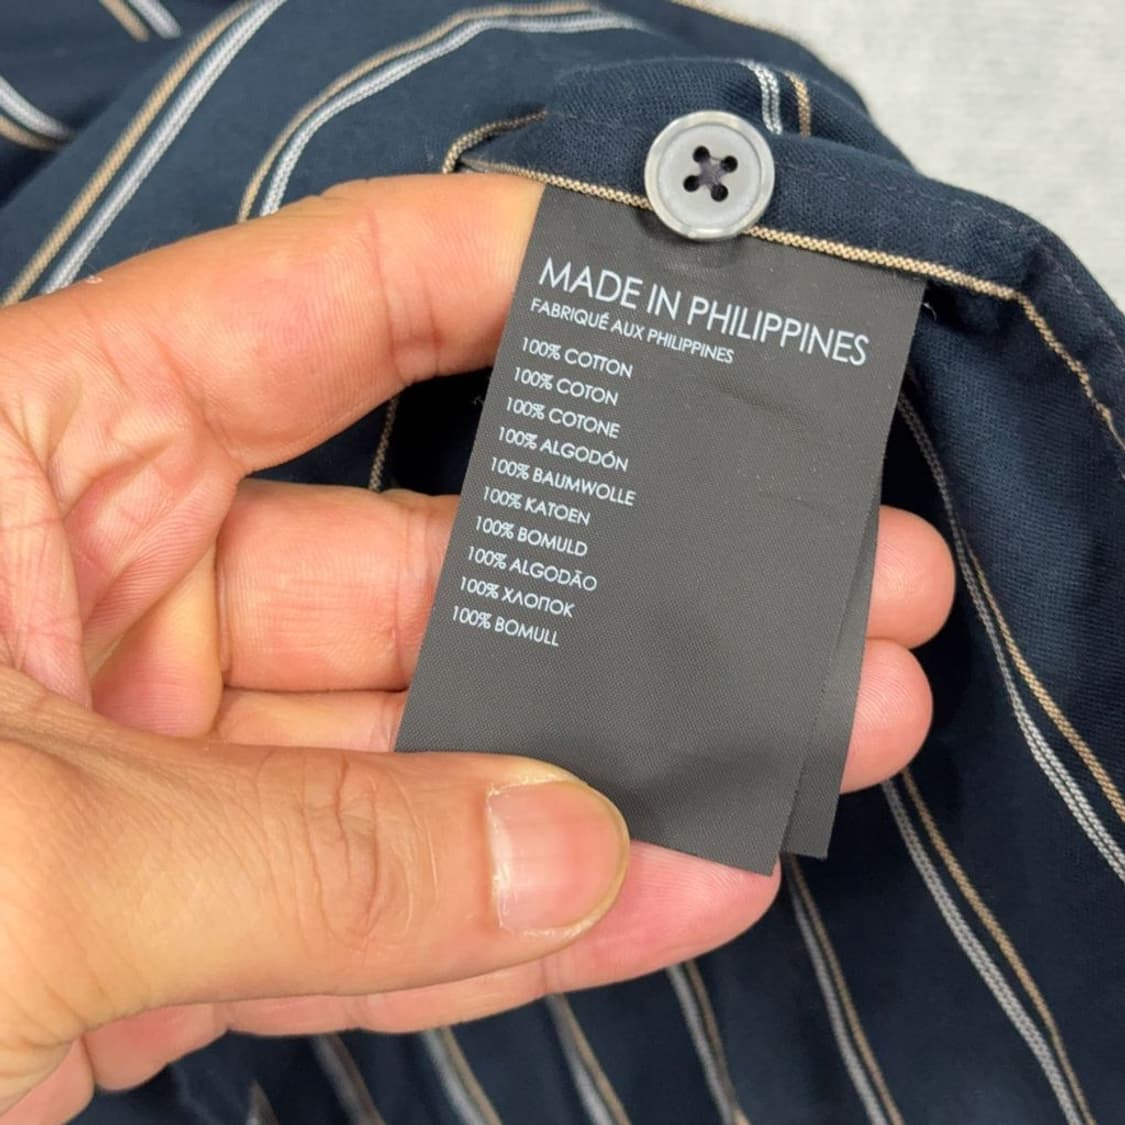 MADE IN PHILIPPINES
FABRIQUÉ AUX PHILIPPINES
100% COTTON
100% COTON
100% COTONE
100% ALGODÓN
100% BAUMWOLLE
100% KATOEN
100% BOMULD
100% ALGODÃO
100% ХЛОПОК
100% BOMULL